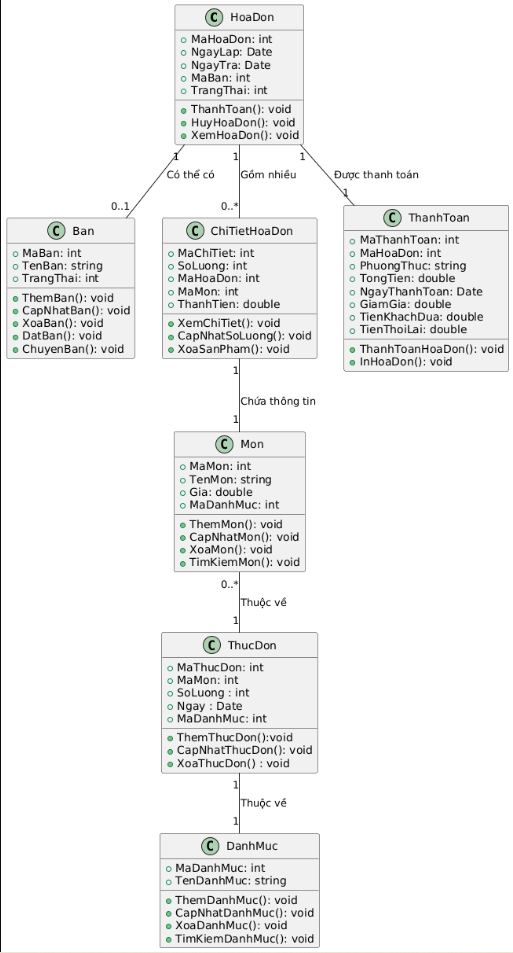 C HoaDon
MaHoaDon: int
NgayLap: Date
NgayTra: Date
MaBan: int
TrangThai: int
ThanhToan(): void
HuyHoaDon(): void
XemHoaDon(): void
1
1
1
Có thể có
Gồm nhiều
Được thanh toán
0..1
0..*
1
C Ban
MaBan: int
TenBan: string
TrangThai: int
ThemBan(): void
CapNhatBan(): void
XoaBan(): void
DatBan(): void
ChuyenBan(): void
C ChiTietHoaDon
MaChiTiet: int
SoLuong: int
MaHoaDon: int
MaMon: int
ThanhTien: double
XemChiTiet(): void
CapNhatSoLuong(): void
XoaSanPham(): void
C ThanhToan
MaThanhToan: int
MaHoaDon: int
PhuongThuc: string
TongTien: double
NgayThanhToan: Date
GiamGia: double
TienKhachDua: double
TienThoiLai: double
ThanhToanHoaDon(): void
InHoaDon(): void
1
Chứa thông tin
1
C Mon
MaMon: int
TenMon: string
Gia: double
MaDanhMuc: int
ThemMon(): void
CapNhatMon(): void
XoaMon(): void
TimKiemMon(): void
0..*
Thuộc về
1
C ThucDon
MaThucDon: int
MaMon: int
SoLuong : int
Ngay : Date
MaDanhMuc: int
ThemThucDon():void
CapNhatThucDon(): void
XoaThucDon() : void
1
Thuộc về
1
C DanhMuc
MaDanhMuc: int
TenDanhMuc: string
ThemDanhMuc(): void
CapNhatDanhMuc(): void
XoaDanhMuc(): void
TimKiemDanhMuc(): void